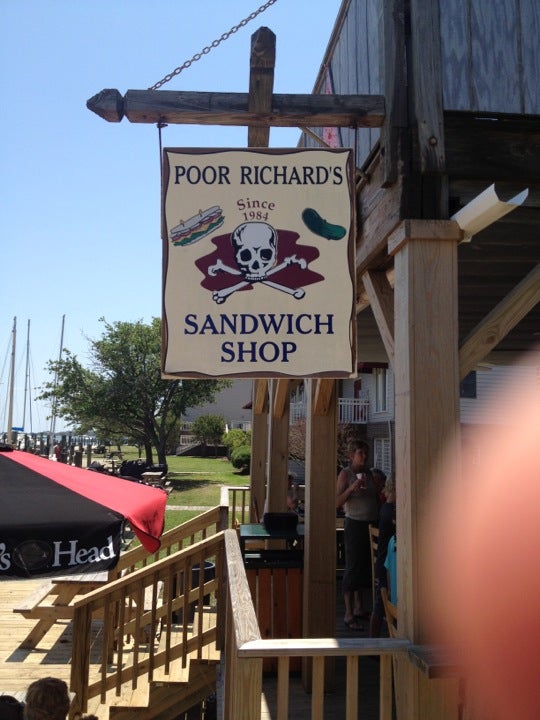 POOR RICHARD'S
Since
1984
SANDWICH
SHOP
's Head